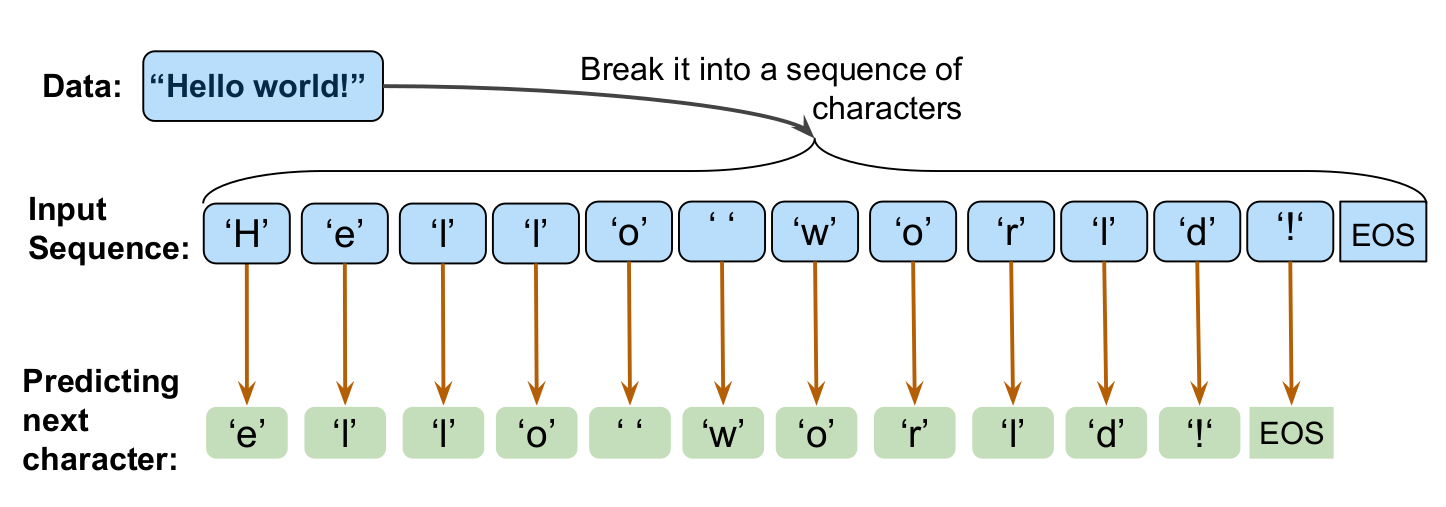 Data: “Hello world!”
Break it into a sequence of
characters
Input
Sequence:
‘H’ ‘e’ ‘l’ ‘l’ ‘o’ ‘ ‘ ‘w’ ‘o’ ‘r’ ‘l’ ‘d’ ‘!‘ EOS
Predicting
next
character:
‘e’ ‘l’ ‘l’ ‘o’ ‘ ‘ ‘w’ ‘o’ ‘r’ ‘l’ ‘d’ ‘!‘ EOS